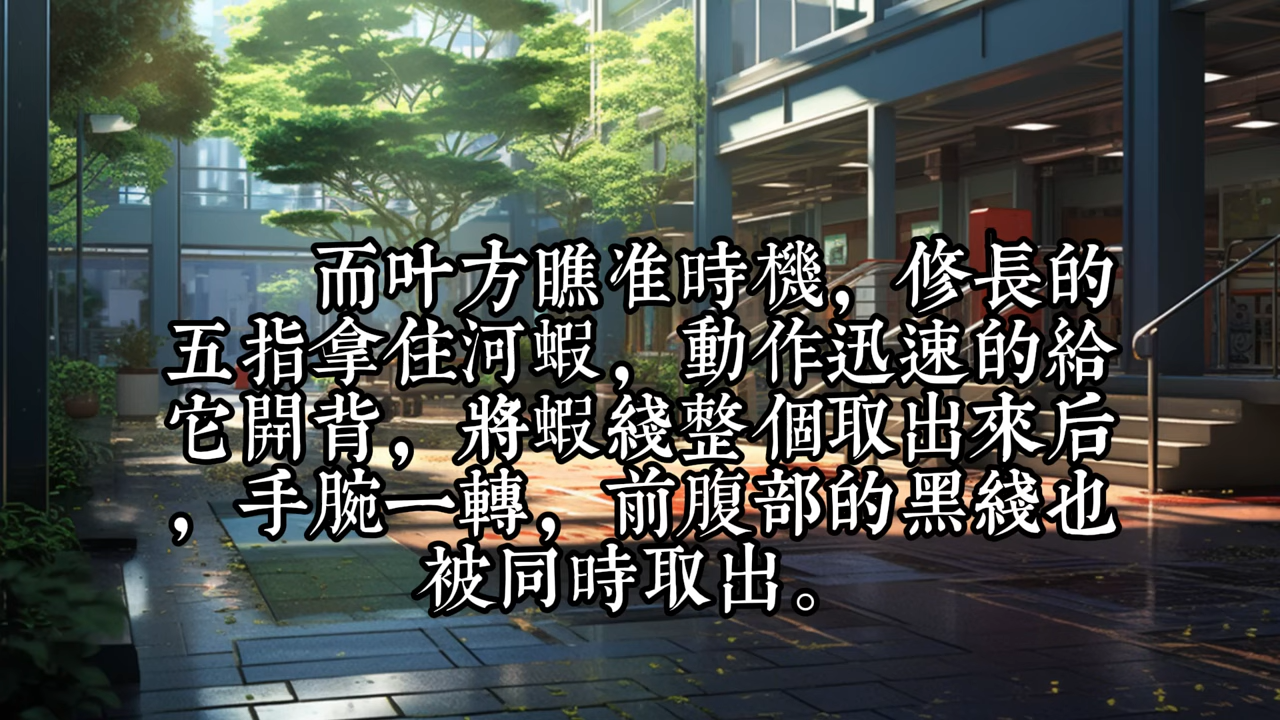 而叶方瞧准時機，修長的
五指拿住河蝦，動作迅速的給
它開背，將蝦綫整個取出來后
，手腕一轉，前腹部的黑綫也
被同時取出。